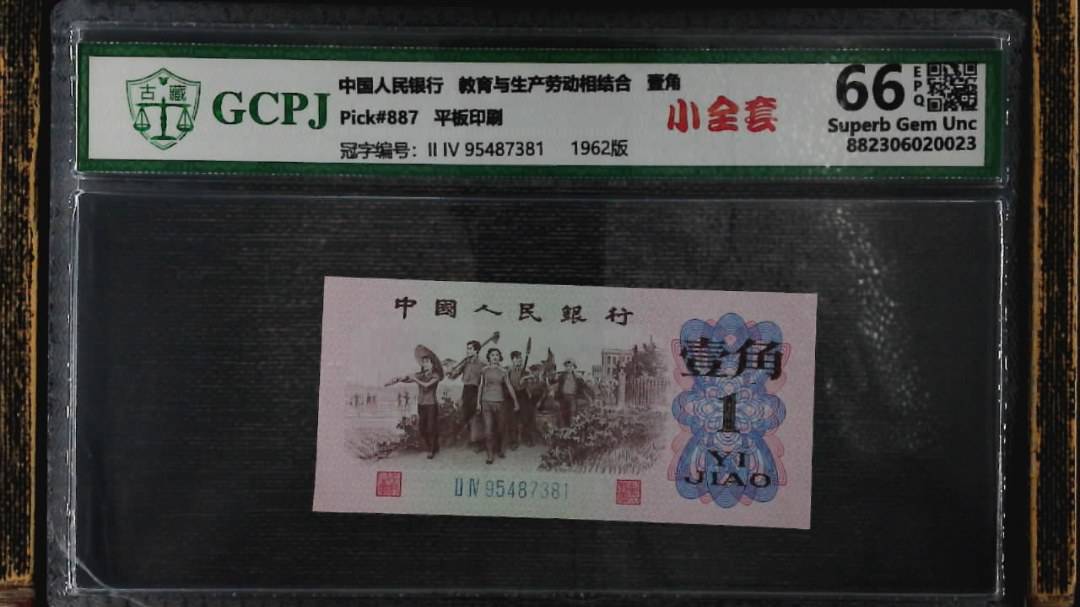 古藏
GCPJ
中国人民银行 教育与生产劳动相结合 壹角
Pick#887 平板印刷
冠字编号: II IV 95487381 1962版
小全套
66
EPQ
Superb Gem Unc
882306020023
中國人民銀行
壹角
1
YI
JIAO
II IV 95487381